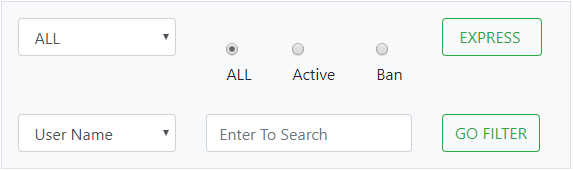 ALL
EXPRESS
ALL Active Ban
User Name
Enter To Search
GO FILTER